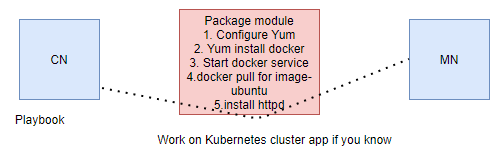 CN
Package module
1. Configure Yum
2. Yum install docker
3. Start docker service
4.docker pull for image-
ubuntu
5.install httpd
MN
Playbook
Work on Kubernetes cluster app if you know